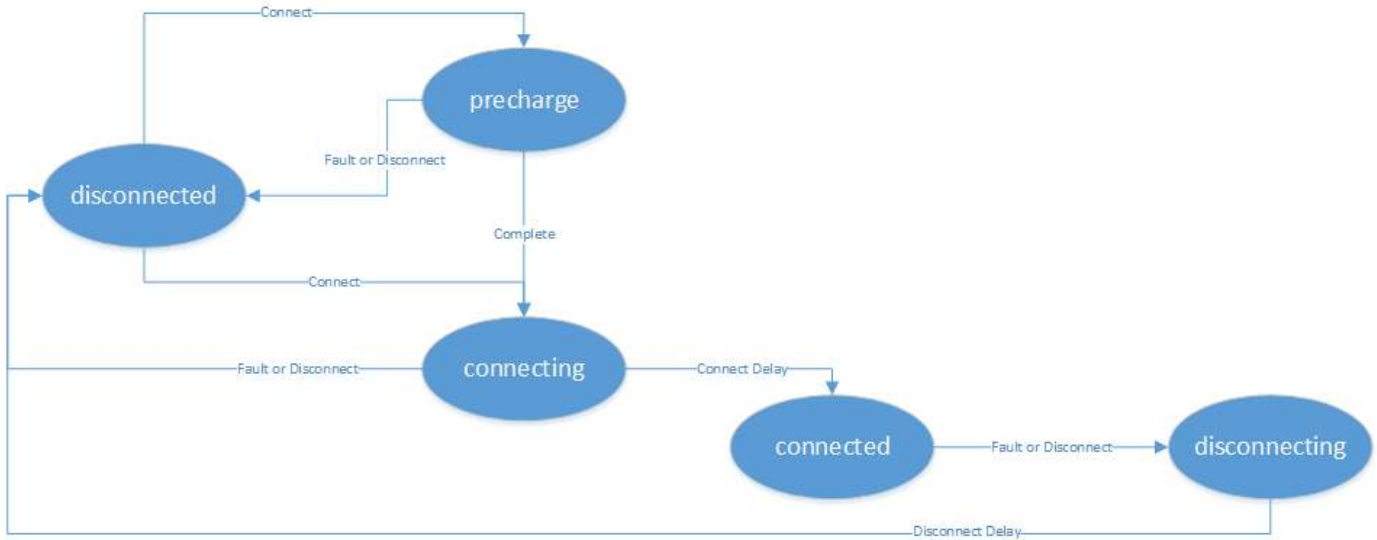 Connect
precharge
Fault or Disconnect
disconnected
Complete
Connect
connecting
Fault or Disconnect
Connect Delay
connected
Fault or Disconnect
disconnecting
Disconnect Delay